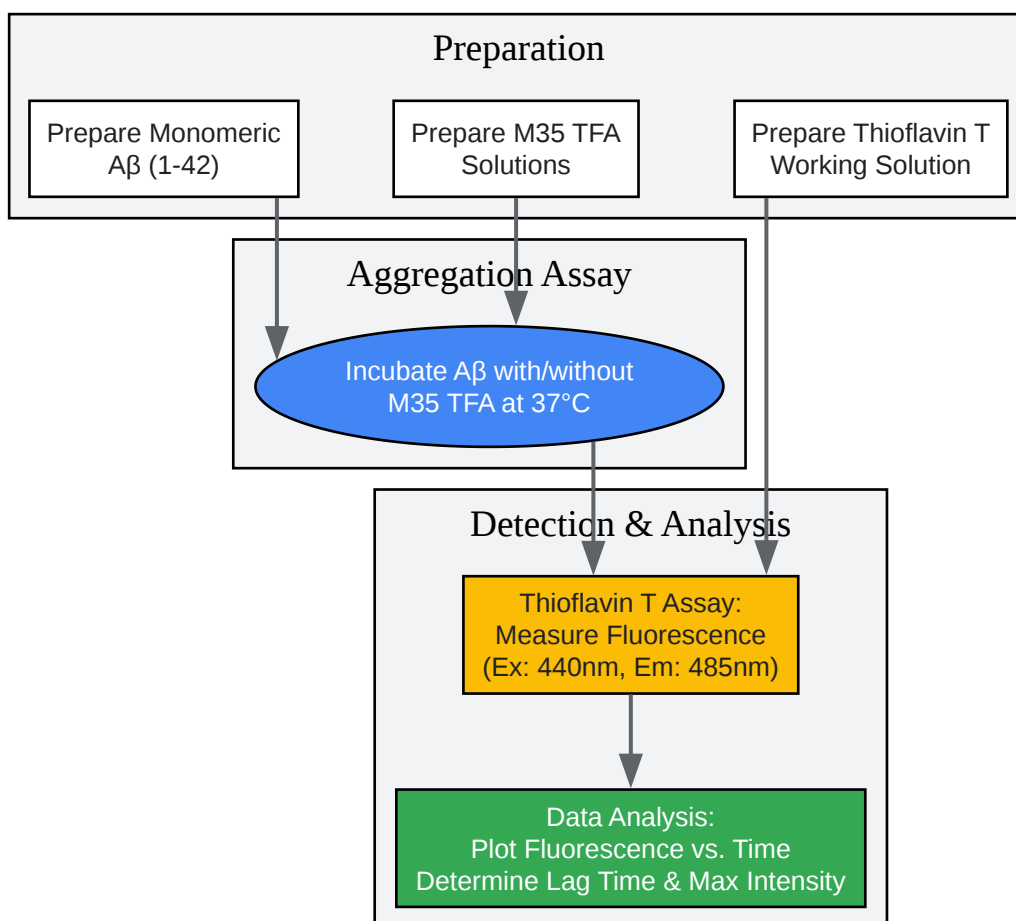 Preparation
Prepare Monomeric
Aβ (1-42)
Prepare M35 TFA
Solutions
Prepare Thioflavin T
Working Solution
Aggregation Assay
Incubate Aβ with/without
M35 TFA at 37°C
Detection & Analysis
Thioflavin T Assay:
Measure Fluorescence
(Ex: 440nm, Em: 485nm)
Data Analysis:
Plot Fluorescence vs. Time
Determine Lag Time & Max Intensity